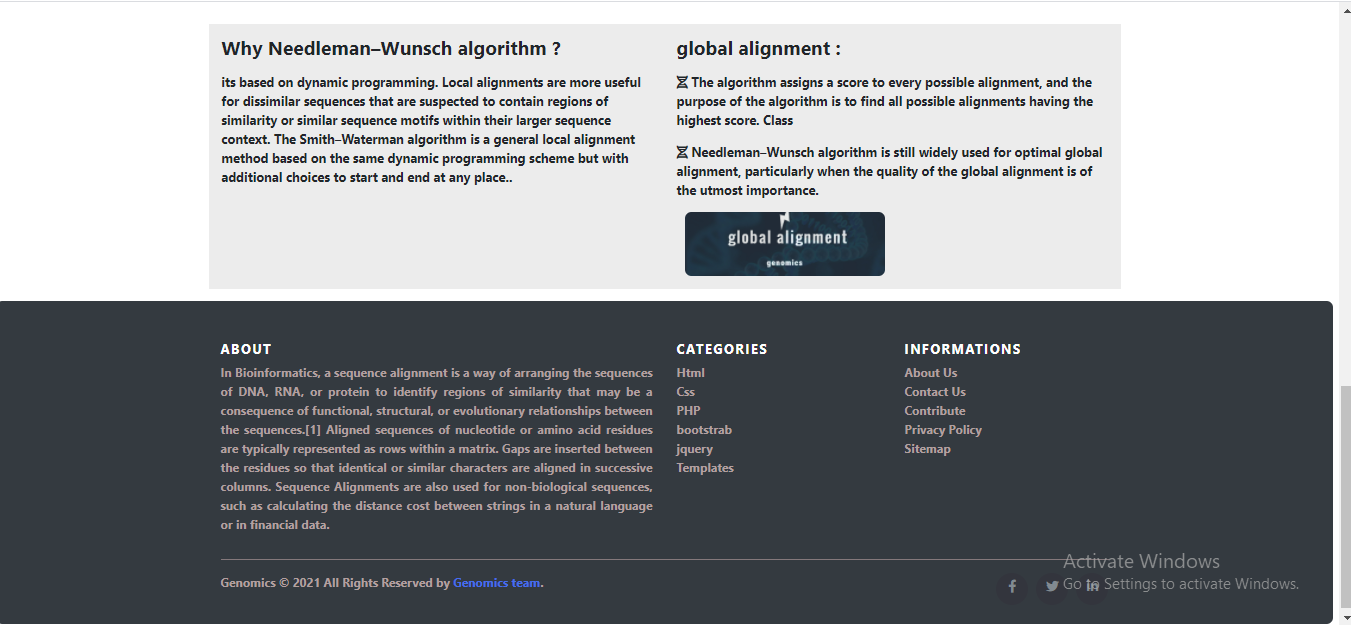 Why Needleman–Wunsch algorithm ?
its based on dynamic programming. Local alignments are more useful
for dissimilar sequences that are suspected to contain regions of
similarity or similar sequence motifs within their larger sequence
context. The Smith–Waterman algorithm is a general local alignment
method based on the same dynamic programming scheme but with
additional choices to start and end at any place..
global alignment :
The algorithm assigns a score to every possible alignment, and the
purpose of the algorithm is to find all possible alignments having the
highest score. Class
Needleman–Wunsch algorithm is still widely used for optimal global
alignment, particularly when the quality of the global alignment is of
the utmost importance.
global alignment
genomics
ABOUT
In Bioinformatics, a sequence alignment is a way of arranging the sequences
of DNA, RNA, or protein to identify regions of similarity that may be a
consequence of functional, structural, or evolutionary relationships between
the sequences.[1] Aligned sequences of nucleotide or amino acid residues
are typically represented as rows within a matrix. Gaps are inserted between
the residues so that identical or similar characters are aligned in successive
columns. Sequence Alignments are also used for non-biological sequences,
such as calculating the distance cost between strings in a natural language
or in financial data.
CATEGORIES
Html
Css
PHP
bootstrab
jquery
Templates
INFORMATIONS
About Us
Contact Us
Contribute
Privacy Policy
Sitemap
Genomics © 2021 All Rights Reserved by Genomics team.
Activate Windows
Go to Settings to activate Windows.